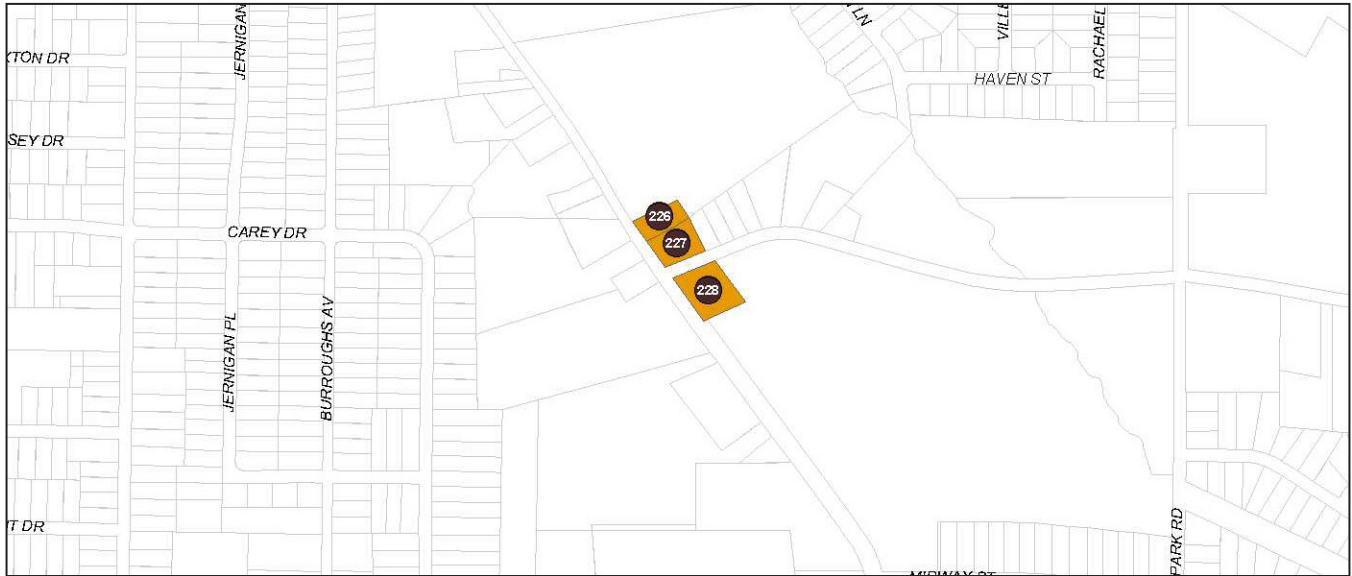 LN
VILLE
RACHAEL
JERNIGAN
XTON DR
HAVEN ST
SEY DR
226
CAREY DR
227
228
JERNIGAN PL
BURROUGHS AV
T DR
PARK RD
MIDWAY ST